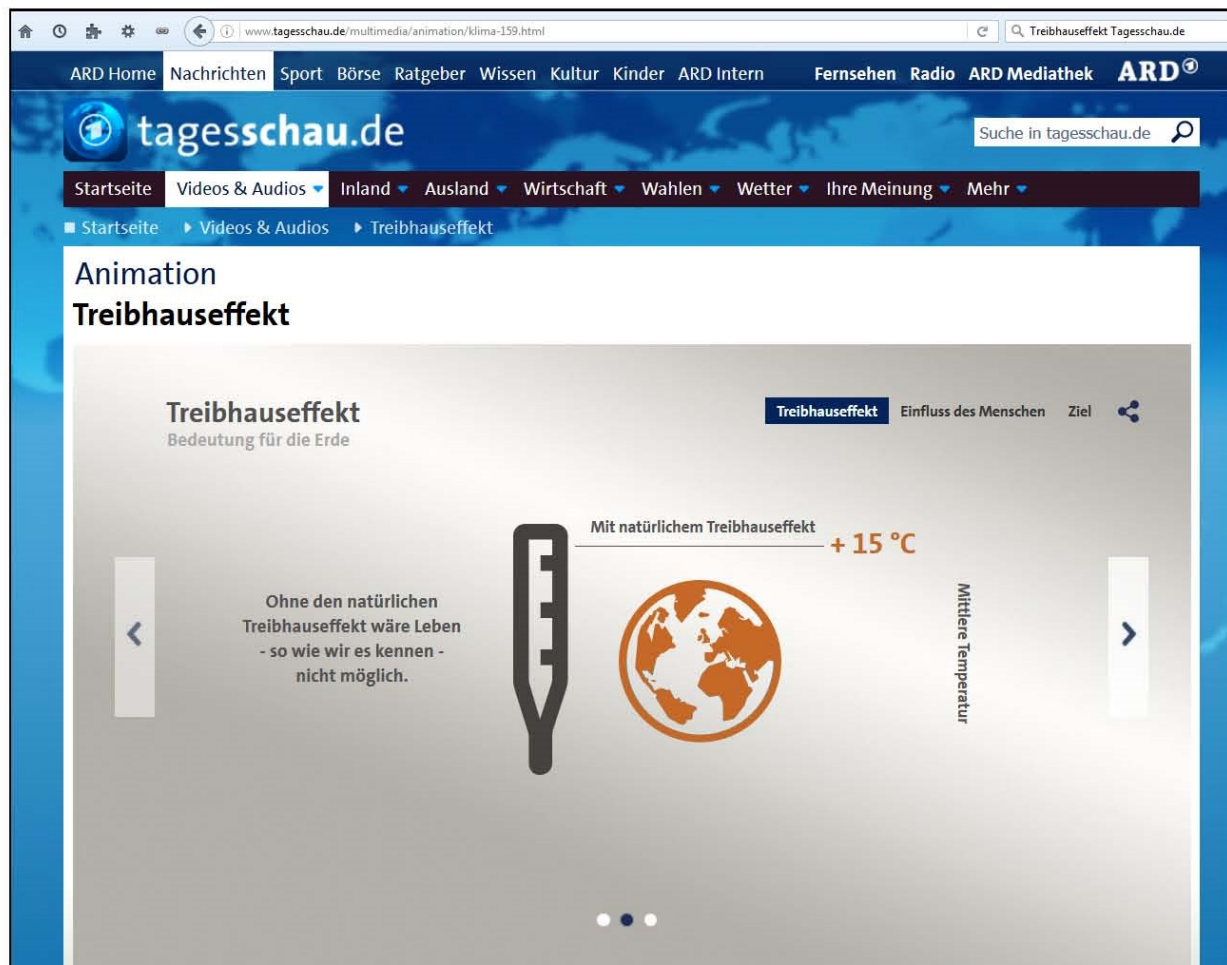 www.tagesschau.de/multimedia/animation/klima-159.html
Treibhauseffekt Tagesschau.de
ARD Home Nachrichten Sport Börse Ratgeber Wissen Kultur Kinder ARD Intern Fernsehen Radio ARD Mediathek ARD 1
1 tagesschau.de
Suche in tagesschau.de
Startseite Videos & Audios Inland Ausland Wirtschaft Wahlen Wetter Ihre Meinung Mehr
Startseite Videos & Audios Treibhauseffekt
Animation
Treibhauseffekt
Treibhauseffekt
Bedeutung für die Erde
Treibhauseffekt Einfluss des Menschen Ziel
Mit natürlichem Treibhauseffekt
+ 15 °C
Ohne den natürlichen
Treibhauseffekt wäre Leben
- so wie wir es kennen -
nicht möglich.
Mittlere Temperatur